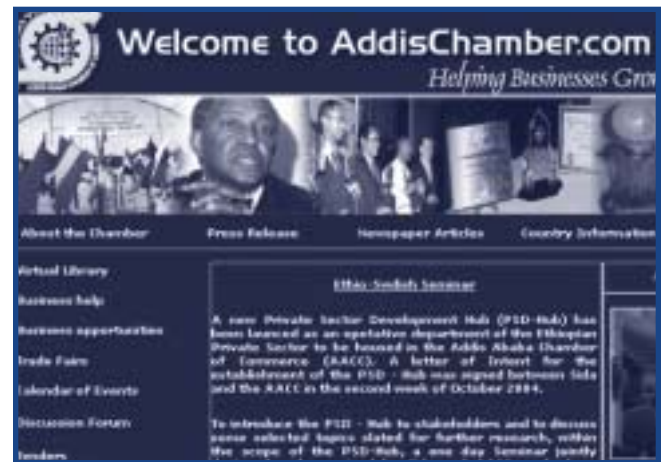 Welcome to AddisChamber.com
Helping Businesses Grow
About the Chamber
Press Release
Newspaper Articles
Country Information
Virtual Library
Business help
Business opportunities
Trade Fairs
Calendar of Events
Discussion Forum
Tenders
Ethio-Swdish Seminar
A new Private Sector Development Hub (PSD-Hub) has
been launced as an opetative department of the Ethiopian
Private Sector to be housed in the Addis Ababa Chamber
of Commerce (AACC). A letter of Intent for the
establishment of the PSD - Hub was signed between Sida
and the AACC in the second week of October 2004.
To introduce the PSD - Hub to stakeholders and to discuss
some selected topics slated for further research, within
the scope of the PSD-Hub, a one day Seminar jointly